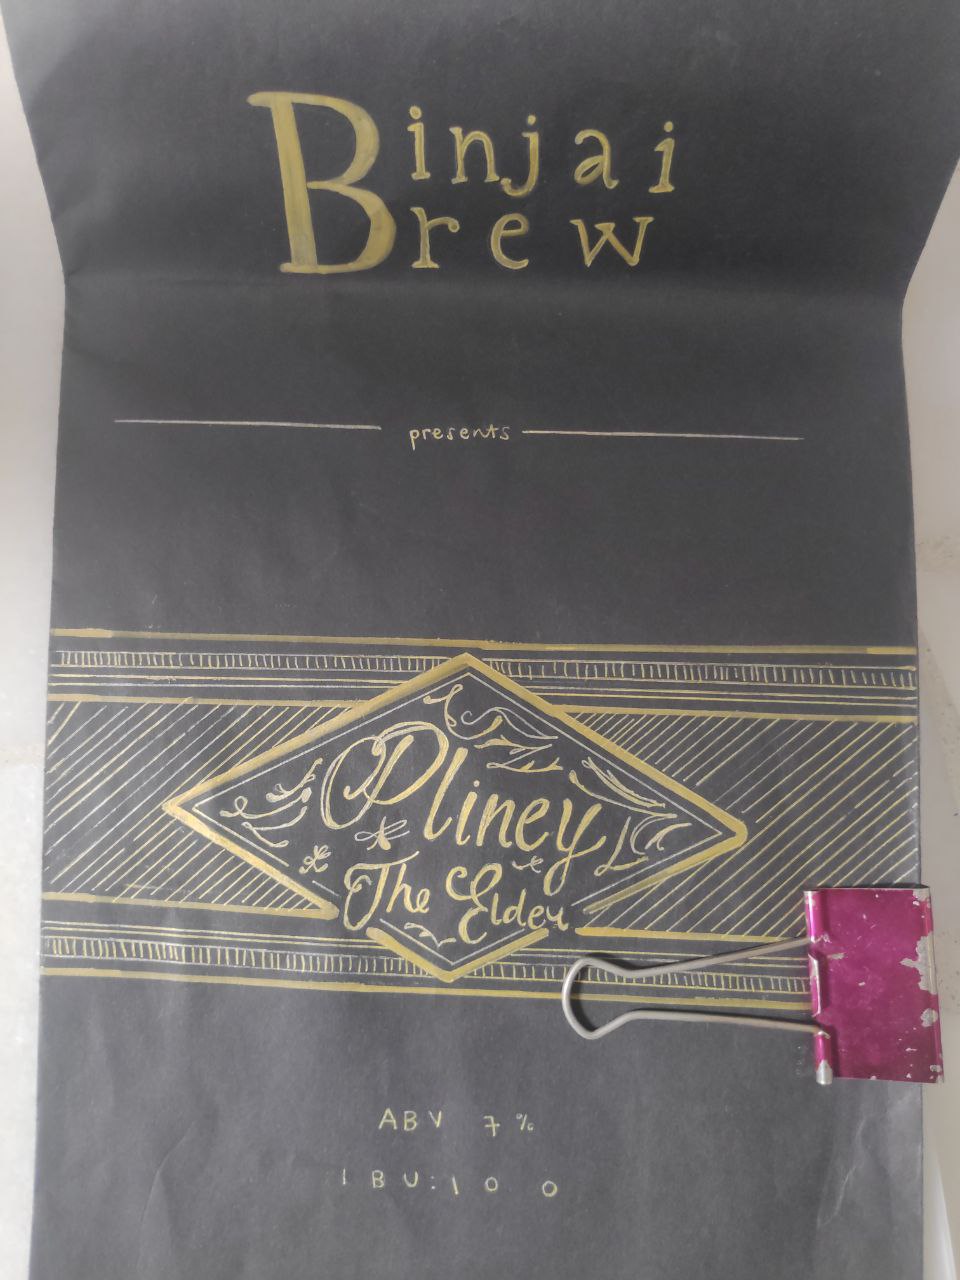 Binjai
Brew
presents
Pliney
The Elder
ABV 7%
IBU:100